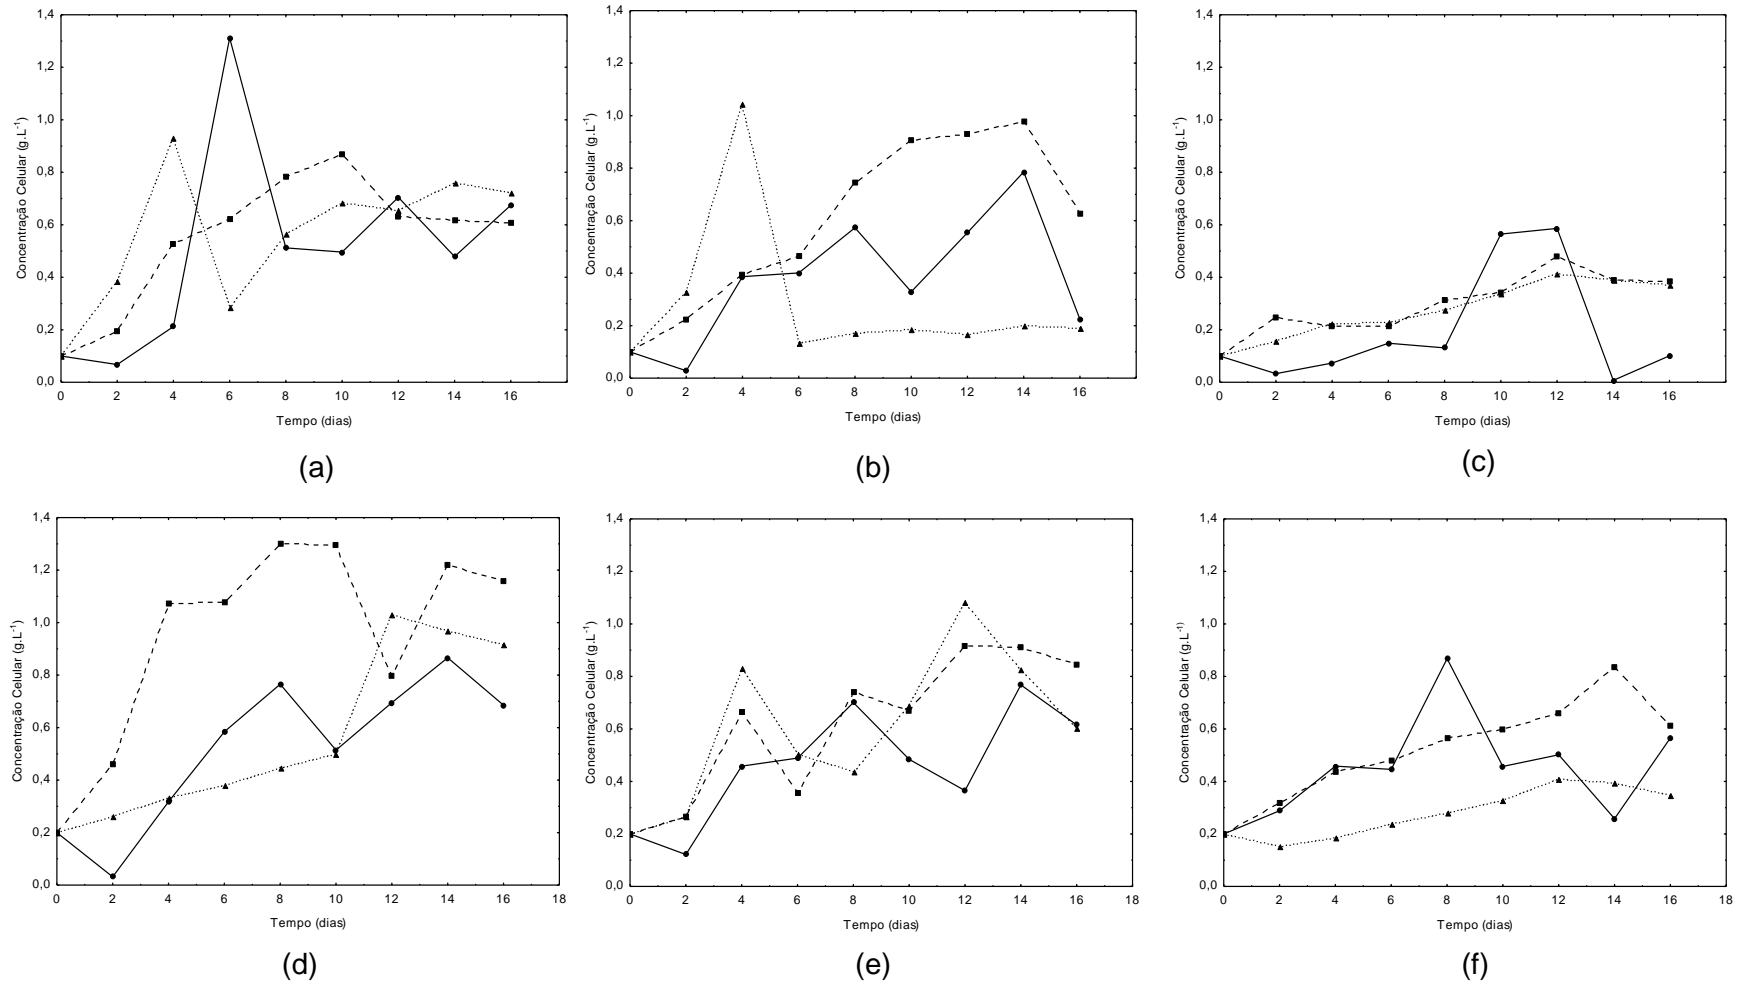 1,4
1,2
1,0
0,8
0,6
0,4
0,2
0,0
Concentração Celular (g.L-1)
0 2 4 6 8 10 12 14 16
Tempo (dias)
(a)
1,4
1,2
1,0
0,8
0,6
0,4
0,2
0,0
Concentração Celular (g.L-1)
0 2 4 6 8 10 12 14 16
Tempo (dias)
(b)
1,4
1,2
1,0
0,8
0,6
0,4
0,2
0,0
Concentração Celular (g.L-1)
0 2 4 6 8 10 12 14 16
Tempo (dias)
(c)
1,4
1,2
1,0
0,8
0,6
0,4
0,2
0,0
Concentração Celular (g.L-1)
0 2 4 6 8 10 12 14 16 18
Tempo (dias)
(d)
1,4
1,2
1,0
0,8
0,6
0,4
0,2
0,0
Concentração Celular (g.L-1)
0 2 4 6 8 10 12 14 16 18
Tempo (dias)
(e)
1,4
1,2
1,0
0,8
0,6
0,4
0,2
0,0
Concentração Celular (g.L-1)
0 2 4 6 8 10 12 14 16 18
Tempo (dias)
(f)